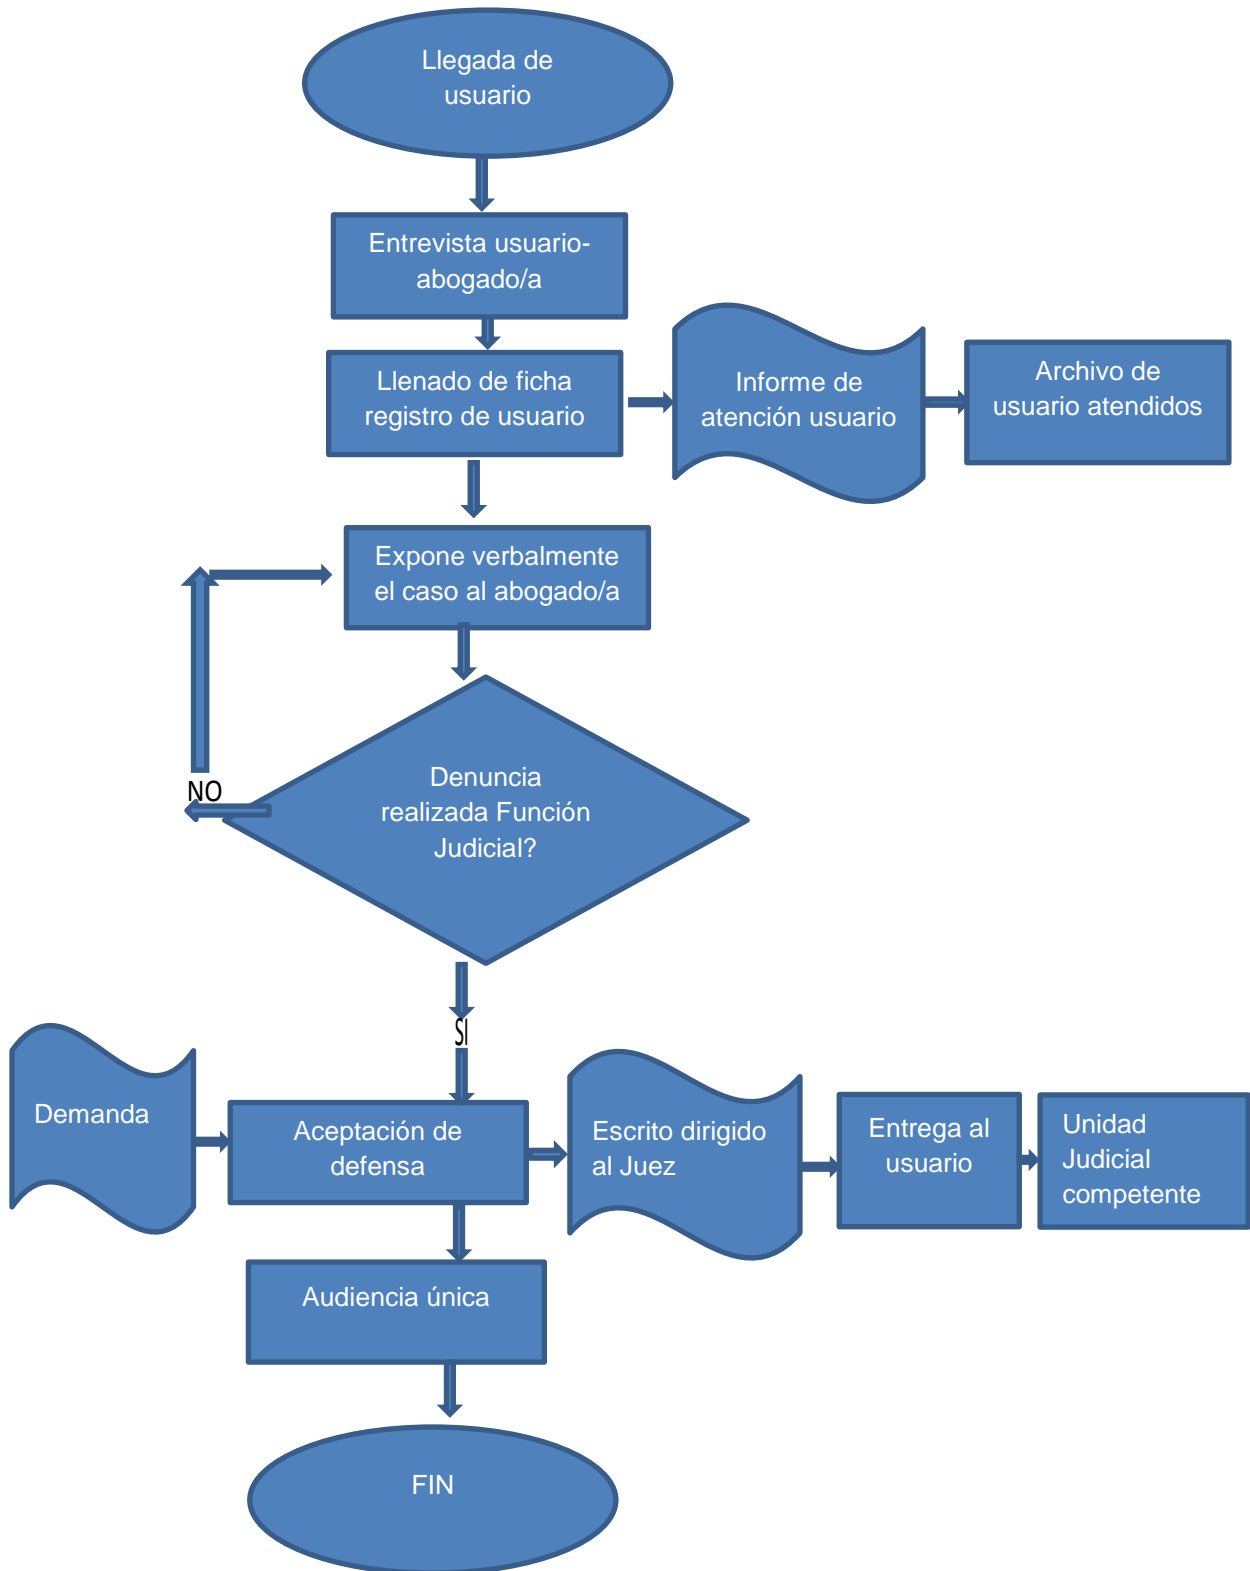 Llegada de
usuario
Entrevista usuario-
abogado/a
Llenado de ficha
registro de usuario
Informe de
atención usuario
Archivo de
usuario atendidos
Expone verbalmente
el caso al abogado/a
NO
Denuncia
realizada Función
Judicial?
SI
Demanda
Aceptación de
defensa
Escrito dirigido
al Juez
Entrega al
usuario
Unidad
Judicial
competente
Audiencia única
FIN